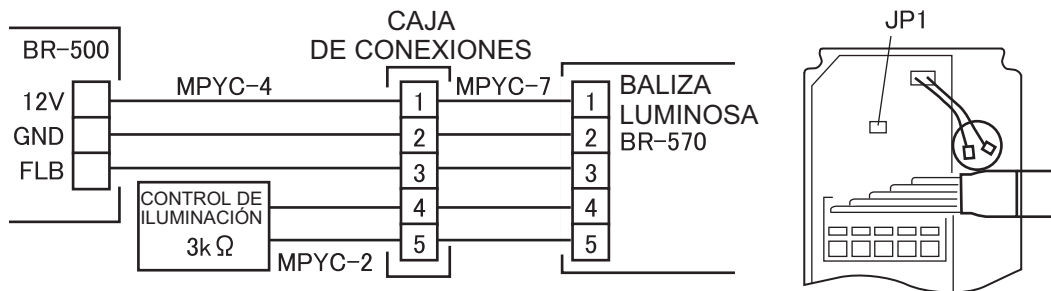 CAJA
DE CONEXIONES
JP1
BR-500
MPYC-4
MPYC-7
12V
1
1
BALIZA
LUMINOSA
BR-570
GND
2
2
FLB
3
3
CONTROL DE
ILUMINACIÓN
3kΩ
4
4
5
5
MPYC-2